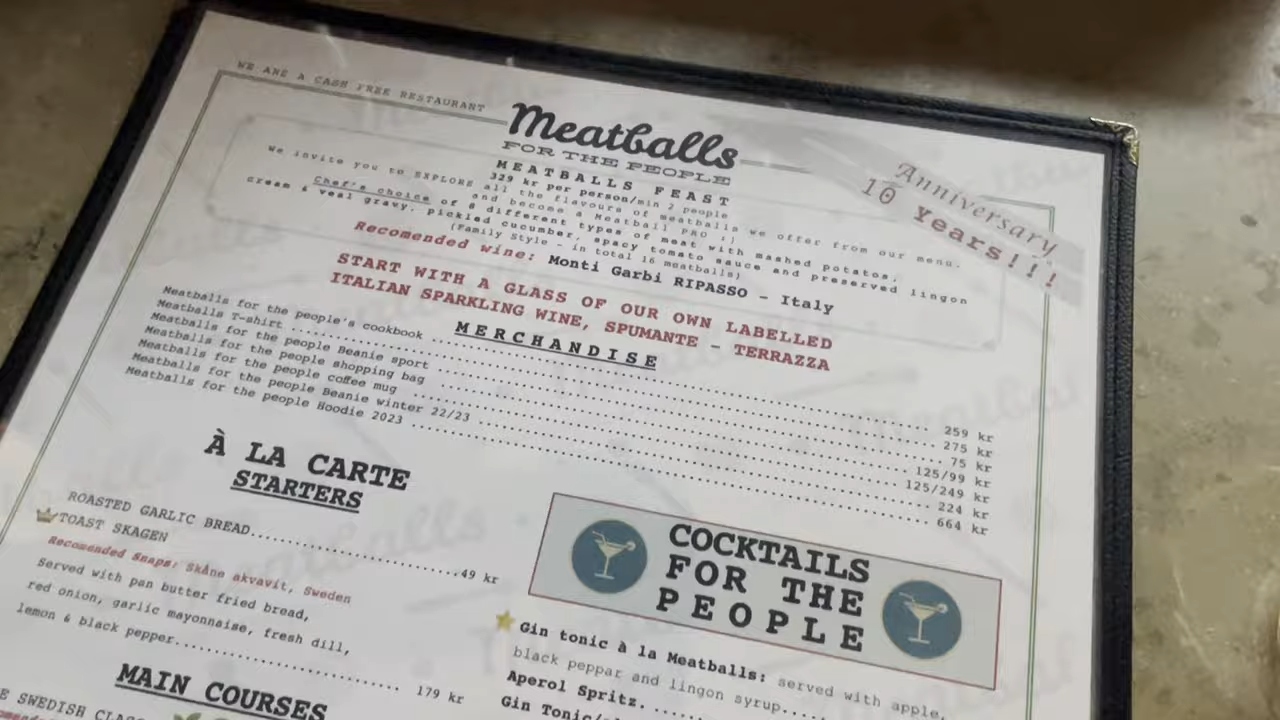 WE ARE A CASH FREE RESTAURANT
Meatballs
FOR THE PEOPLE
Anniversary
10 Years!!!
MEATBALLS FEAST
329 kr per person/min 2 people
We invite you to EXPLORE all the flavours of meatballs we offer from our menu.
and become a Meatball PRO :)
Chef's choice of 8 different types of meat with mashed potatos,
cream & veal gravy, pickled cucumber, spacy tomato sauce and preserved lingon
(Family Style - in total 16 meatballs)
Recomended wine: Monti Garbi RIPASSO - Italy
START WITH A GLASS OF OUR OWN LABELLED
ITALIAN SPARKLING WINE, SPUMANTE - TERRAZZA
MERCHANDISE
Meatballs for the people's cookbook 259 kr
Meatballs T-shirt 275 kr
Meatballs for the people Beanie sport 75 kr
Meatballs for the people shopping bag 125/99 kr
Meatballs for the people coffee mug 125/249 kr
Meatballs for the people Beanie winter 22/23 224 kr
Meatballs for the people Hoodie 2023 664 kr
À LA CARTE
STARTERS
ROASTED GARLIC BREAD 49 kr
TOAST SKAGEN
Recomended Snaps: Skåne akvavit, Sweden
Served with pan butter fried bread,
red onion, garlic mayonnaise, fresh dill,
lemon & black pepper 179 kr
MAIN COURSES
SWEDISH
COCKTAILS
FOR THE
PEOPLE
Gin tonic à la Meatballs: served with apple,
black peppar and lingon syrup
Aperol Spritz